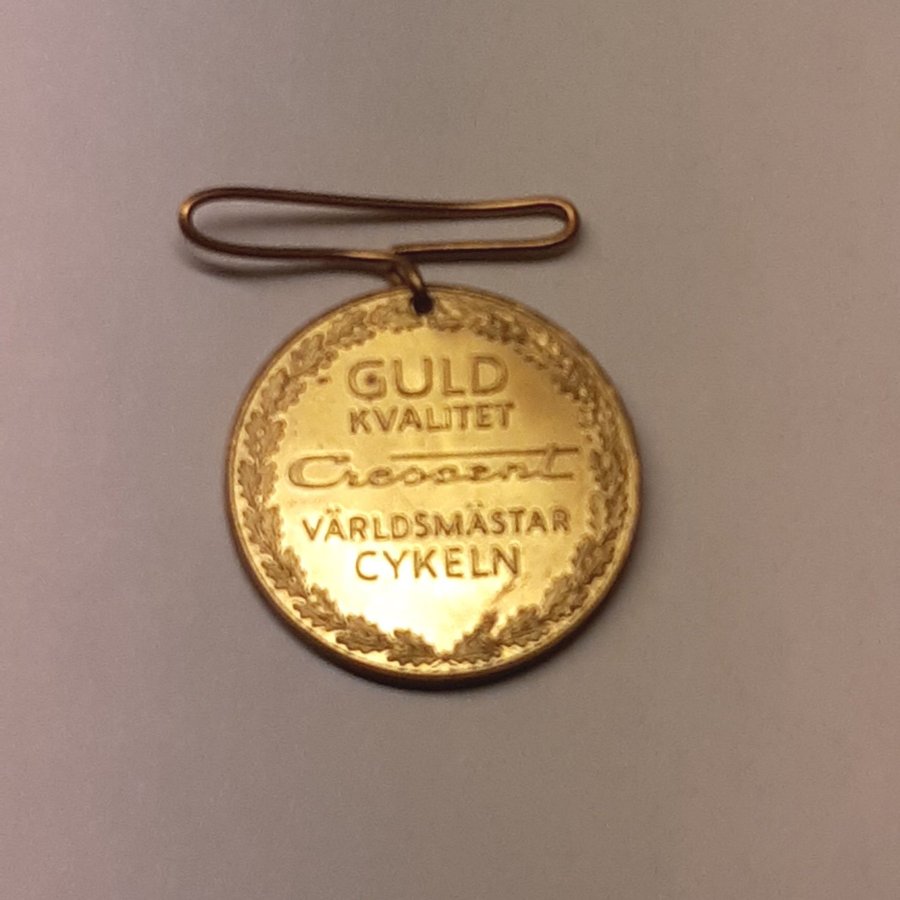 GULD
KVALITET
Crescent
VÄRLDSMÄSTAR
CYKELN